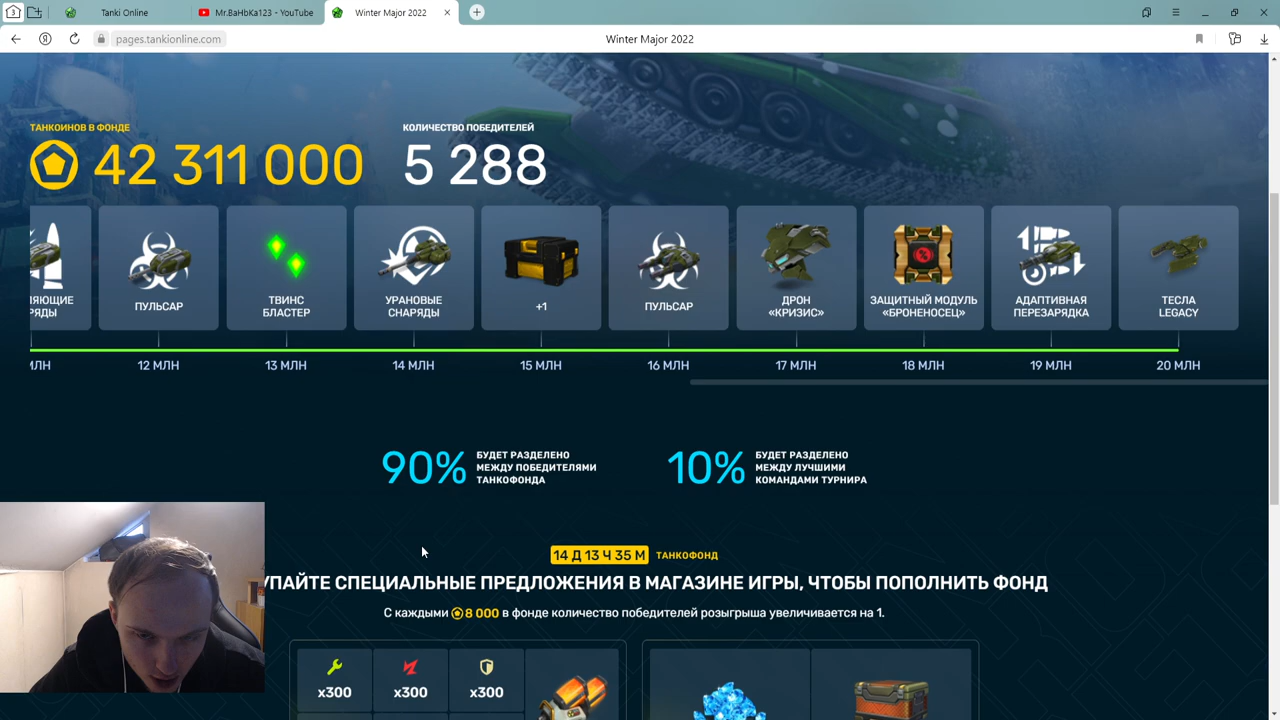 3
Tanki Online
Mr.BaHbKa123 - YouTube
Winter Major 2022
pages.tankionline.com
Winter Major 2022
ТАНКОИНОВ В ФОНДЕ
КОЛИЧЕСТВО ПОБЕДИТЕЛЕЙ
42 311 000
5 288
ПУЛЬСАР
ТВИНС
БЛАСТЕР
УРАНОВЫЕ
СНАРЯДЫ
+1
ПУЛЬСАР
ДРОН
«КРИЗИС»
ЗАЩИТНЫЙ МОДУЛЬ
«БРОНЕНОСЕЦ»
АДАПТИВНАЯ
ПЕРЕЗАРЯДКА
ТЕСЛА
LEGACY
12 МЛН
13 МЛН
14 МЛН
15 МЛН
16 МЛН
17 МЛН
18 МЛН
19 МЛН
20 МЛН
90%
БУДЕТ РАЗДЕЛЕНО
МЕЖДУ ПОБЕДИТЕЛЯМИ
ТАНКОФОНДА
10%
БУДЕТ РАЗДЕЛЕНО
МЕЖДУ ЛУЧШИМИ
КОМАНДАМИ ТУРНИРА
14 Д 13 Ч 35 М ТАНКОФОНД
УПАЙТЕ СПЕЦИАЛЬНЫЕ ПРЕДЛОЖЕНИЯ В МАГАЗИНЕ ИГРЫ, ЧТОБЫ ПОПОЛНИТЬ ФОНД
С каждыми 8 000 в фонде количество победителей розыгрыша увеличивается на 1.
x300
x300
x300